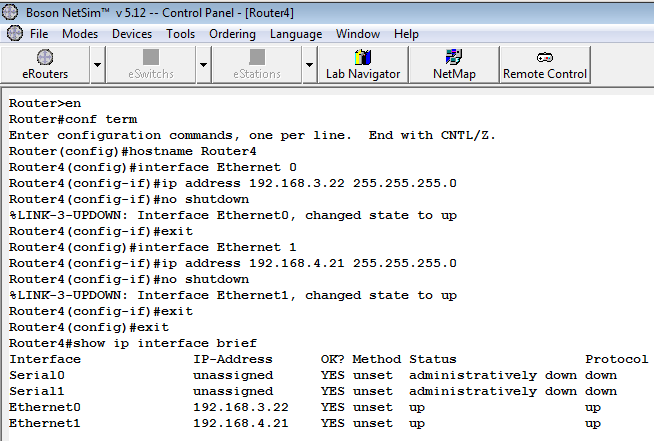 Boson NetSim™ v 5.12 -- Control Panel - [Router4]
File Modes Devices Tools Ordering Language Window Help
eRouters eSwitchs eStations Lab Navigator NetMap Remote Control
Router>en
Router#conf term
Enter configuration commands, one per line. End with CNTL/Z.
Router(config)#hostname Router4
Router4(config)#interface Ethernet 0
Router4(config-if)#ip address 192.168.3.22 255.255.255.0
Router4(config-if)#no shutdown
%LINK-3-UPDOWN: Interface Ethernet0, changed state to up
Router4(config-if)#exit
Router4(config)#interface Ethernet 1
Router4(config-if)#ip address 192.168.4.21 255.255.255.0
Router4(config-if)#no shutdown
%LINK-3-UPDOWN: Interface Ethernet1, changed state to up
Router4(config-if)#exit
Router4(config)#exit
Router4#show ip interface brief
Interface IP-Address OK? Method Status Protocol
Serial0 unassigned YES unset administratively down down
Serial1 unassigned YES unset administratively down down
Ethernet0 192.168.3.22 YES unset up up
Ethernet1 192.168.4.21 YES unset up up